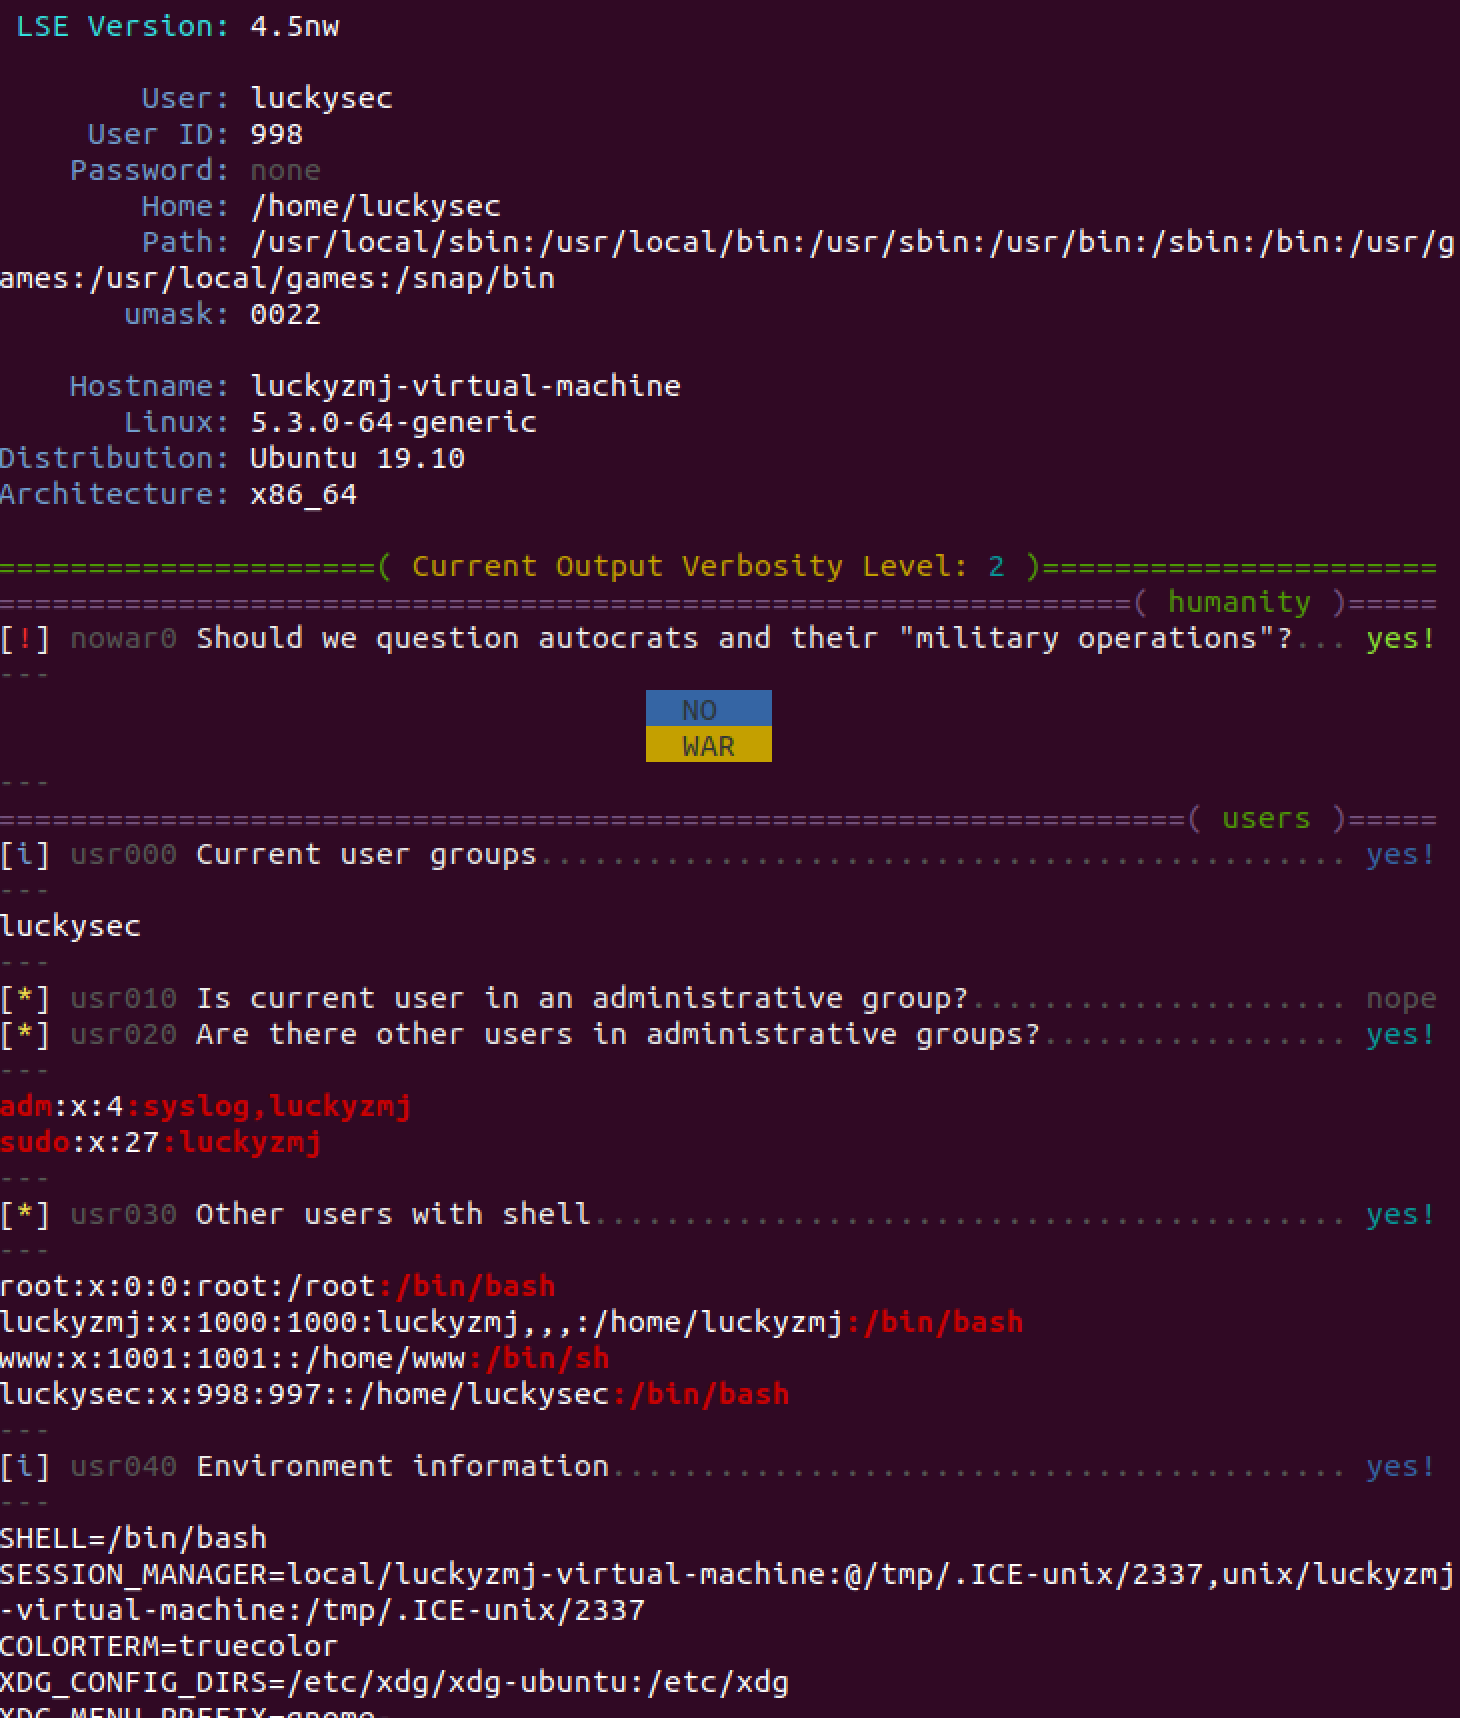 LSE Version: 4.5nw
User: luckysec
User ID: 998
Password: none
Home: /home/luckysec
Path: /usr/local/sbin:/usr/local/bin:/usr/sbin:/usr/bin:/sbin:/bin:/usr/g
ames:/usr/local/games:/snap/bin
umask: 0022
Hostname: luckyzmj-virtual-machine
Linux: 5.3.0-64-generic
Distribution: Ubuntu 19.10
Architecture: x86_64
=====================( Current Output Verbosity Level: 2 )======================
===============================================================( humanity )=====
[!] nowar0 Should we question autocrats and their "military operations"?... yes!
---
NO
WAR
---
==================================================================( users )=====
[i] usr000 Current user groups............................................. yes!
---
luckysec
---
[*] usr010 Is current user in an administrative group?..................... nope
[*] usr020 Are there other users in administrative groups?................. yes!
---
adm:x:4:syslog,luckyzmj
sudo:x:27:luckyzmj
---
[*] usr030 Other users with shell.......................................... yes!
---
root:x:0:0:root:/root:/bin/bash
luckyzmj:x:1000:1000:luckyzmj,,,:/home/luckyzmj:/bin/bash
www:x:1001:1001::/home/www:/bin/sh
luckysec:x:998:997::/home/luckysec:/bin/bash
---
[i] usr040 Environment information......................................... yes!
---
SHELL=/bin/bash
SESSION_MANAGER=local/luckyzmj-virtual-machine:@/tmp/.ICE-unix/2337,unix/luckyzmj
-virtual-machine:/tmp/.ICE-unix/2337
COLORTERM=truecolor
XDG_CONFIG_DIRS=/etc/xdg/xdg-ubuntu:/etc/xdg
XDG_MENU_PREFIX=gnome-